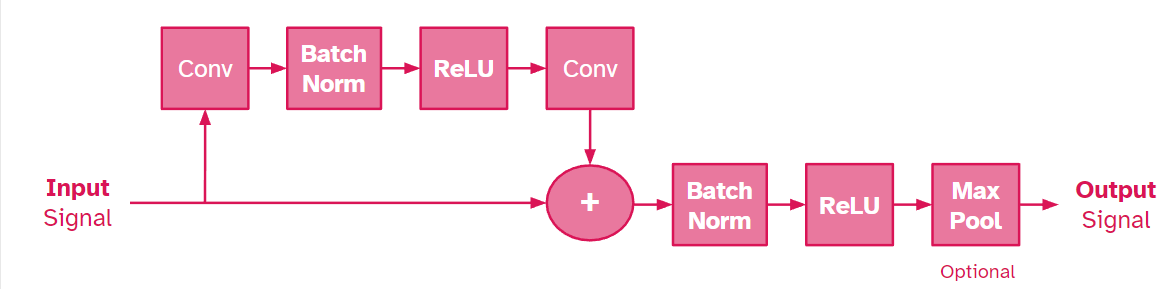 Conv
Batch
Norm
ReLU
Conv
Input
Signal
+
Batch
Norm
ReLU
Max
Pool
Optional
Output
Signal